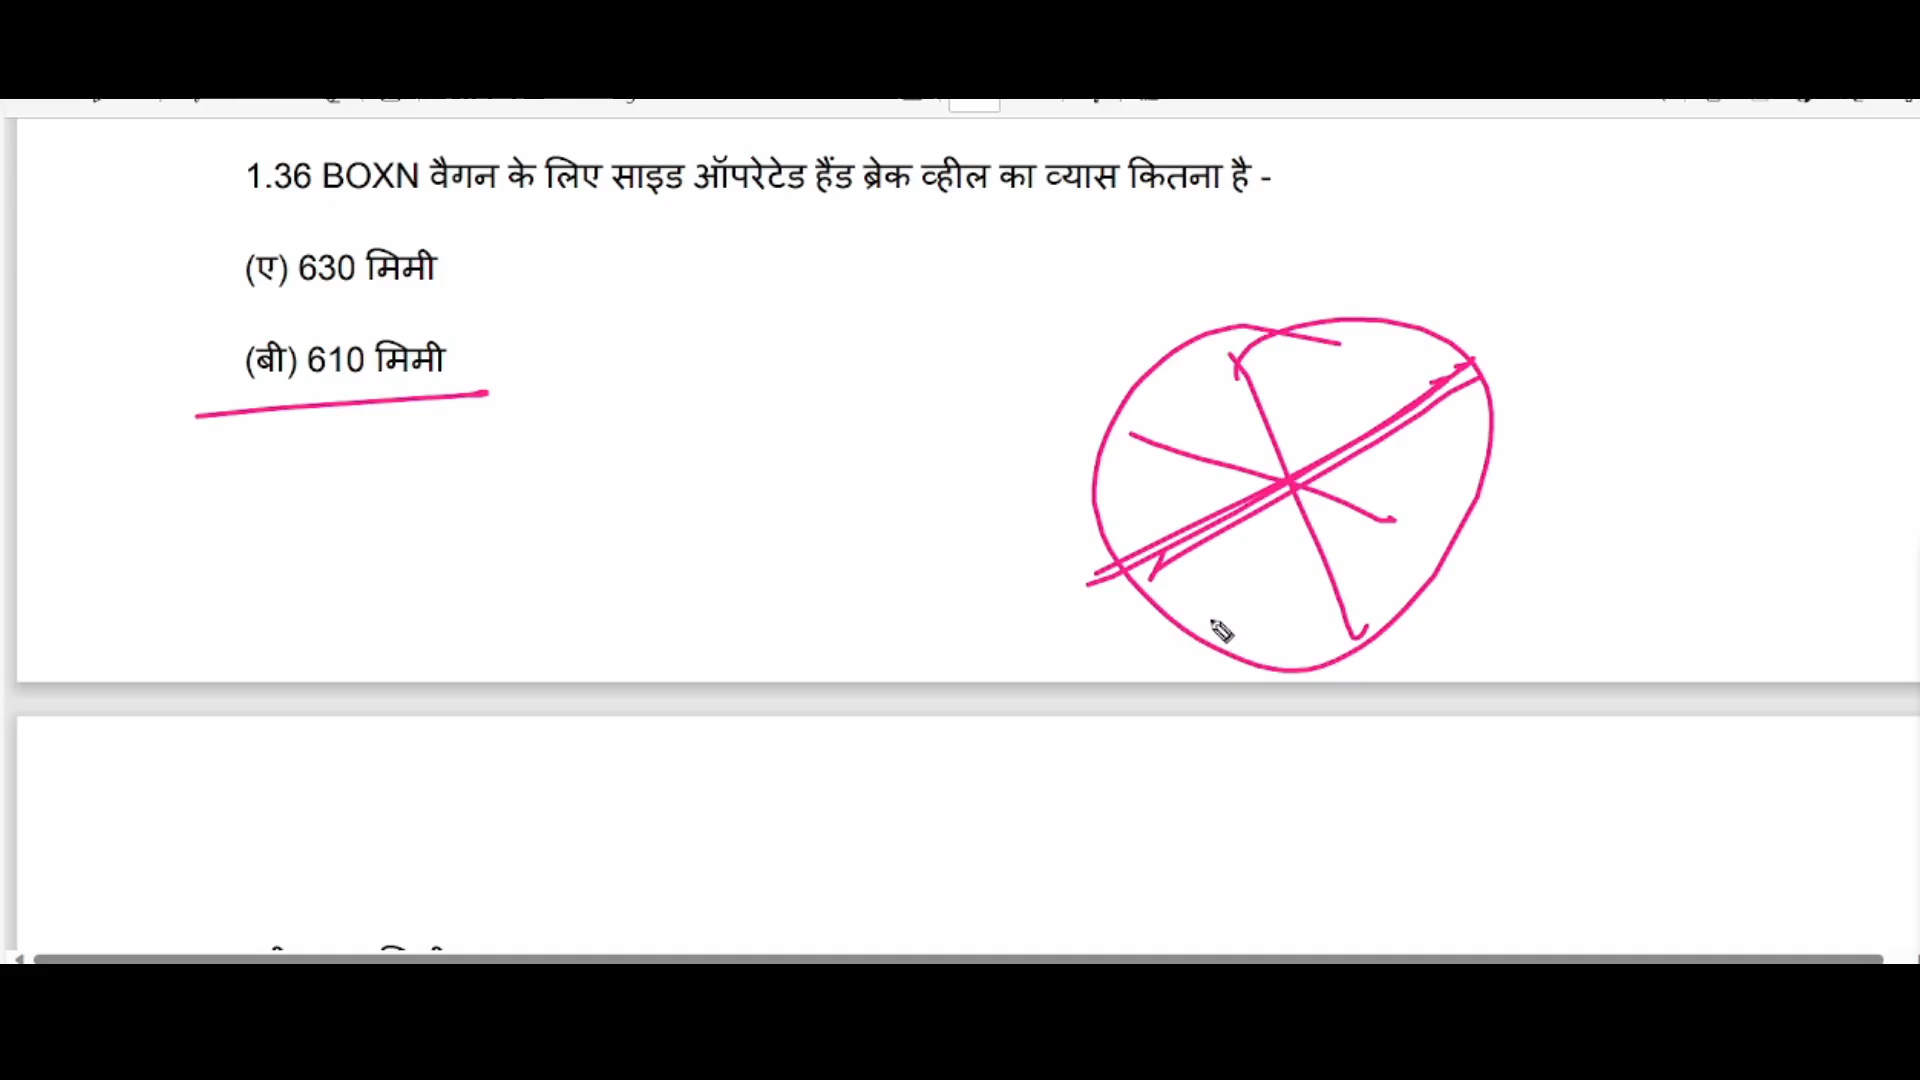 1.36 BOXN वैगन के लिए साइड ऑपरेटेड हैंड ब्रेक व्हील का व्यास कितना है -
(ए) 630 मिमी
(बी) 610 मिमी